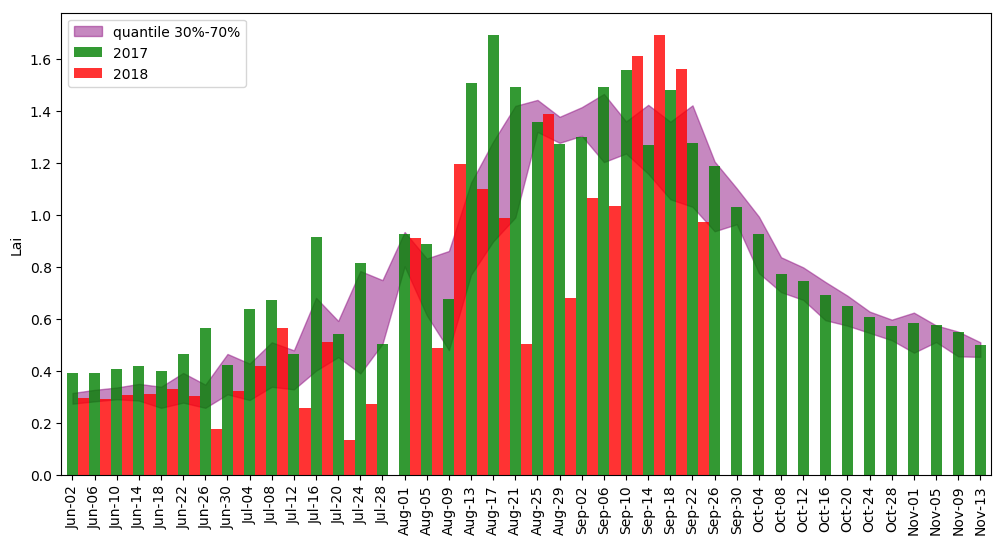 quantile 30%-70%
2017
2018
Lai
1.6
1.4
1.2
1.0
0.8
0.6
0.4
0.2
0.0
Jun-02
Jun-06
Jun-10
Jun-14
Jun-18
Jun-22
Jun-26
Jun-30
Jul-04
Jul-08
Jul-12
Jul-16
Jul-20
Jul-24
Jul-28
Aug-01
Aug-05
Aug-09
Aug-13
Aug-17
Aug-21
Aug-25
Aug-29
Sep-02
Sep-06
Sep-10
Sep-14
Sep-18
Sep-22
Sep-26
Sep-30
Oct-04
Oct-08
Oct-12
Oct-16
Oct-20
Oct-24
Oct-28
Nov-01
Nov-05
Nov-09
Nov-13